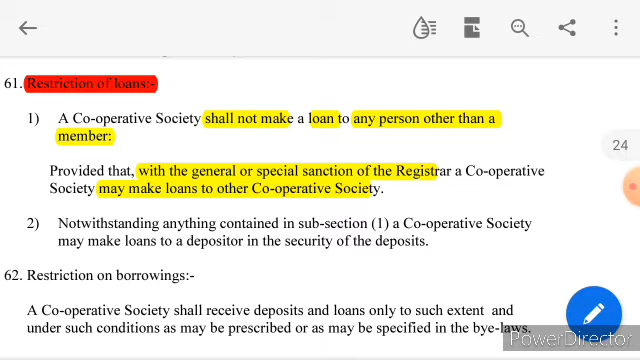 61. Restriction of loans:-
1) A Co-operative Society shall not make a loan to any person other than a
member:
24
Provided that, with the general or special sanction of the Registrar a Co-operative
Society may make loans to other Co-operative Society.
2) Notwithstanding anything contained in sub-section (1) a Co-operative Society
may make loans to a depositor in the security of the deposits.
62. Restriction on borrowings:-
A Co-operative Society shall receive deposits and loans only to such extent and
under such conditions as may be prescribed or as may be specified in the bye-laws.
PowerDirector